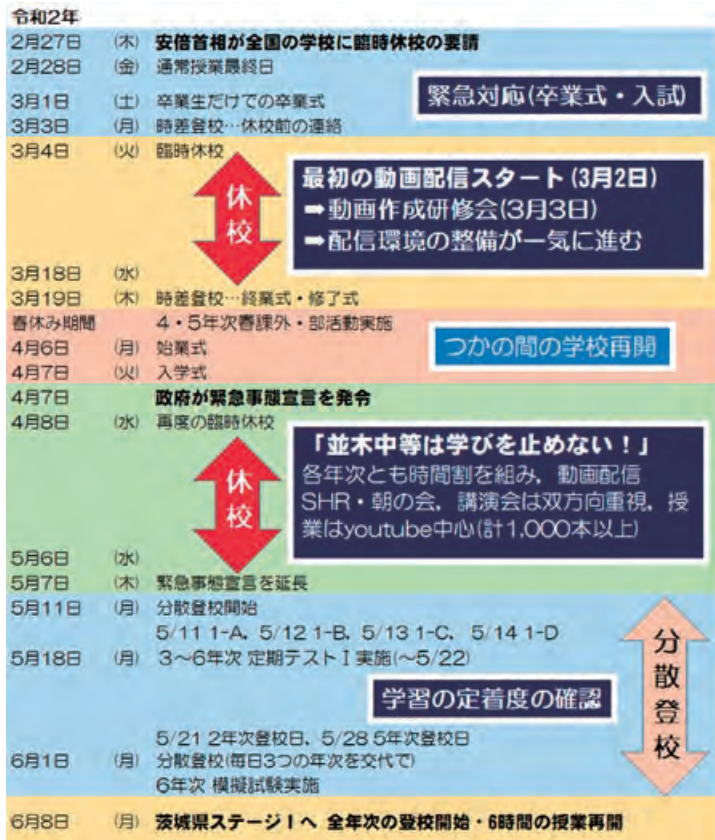 令和2年
2月27日 (木) 安倍首相が全国の学校に臨時休校の要請
2月28日 (金) 通常授業最終日
緊急対応(卒業式・入試)
3月1日 (土) 卒業生だけでの卒業式
3月3日 (月) 時差登校…休校前の連絡
3月4日 (火) 臨時休校
休校
最初の動画配信スタート(3月2日)
➡動画作成研修会(3月3日)
➡配信環境の整備が一気に進む
3月18日 (水)
3月19日 (木) 時差登校…終業式・修了式
春休み期間 4・5年次春課外・部活動実施
つかの間の学校再開
4月6日 (月) 始業式
4月7日 (火) 入学式
4月7日 政府が緊急事態宣言を発令
4月8日 (水) 再度の臨時休校
休校
「並木中等は学びを止めない！」
各年次とも時間割を組み，動画配信
SHR・朝の会，講演会は双方向重視，授
業はyoutube中心(計1,000本以上)
5月6日 (水)
5月7日 (木) 緊急事態宣言を延長
5月11日 (月) 分散登校開始
5/11 1-A，5/12 1-B，5/13 1-C，5/14 1-D
5月18日 (月) 3～6年次 定期テストⅠ実施(～5/22)
分散登校
学習の定着度の確認
5/21 2年次登校日，5/28 5年次登校日
6月1日 (月) 分散登校(毎日3つの年次を交代で)
6年次 模擬試験実施
6月8日 (月) 茨城県ステージⅠへ 全年次の登校開始・6時間の授業再開